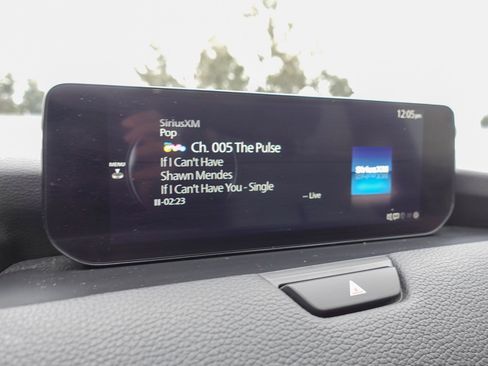 12:05pm
SiriusXM
Pop
Ch. 005 The Pulse
MENU
If I Can't Have
Shawn Mendes
If I Can't Have You - Single
-02:23
-- Live
SiriusXM